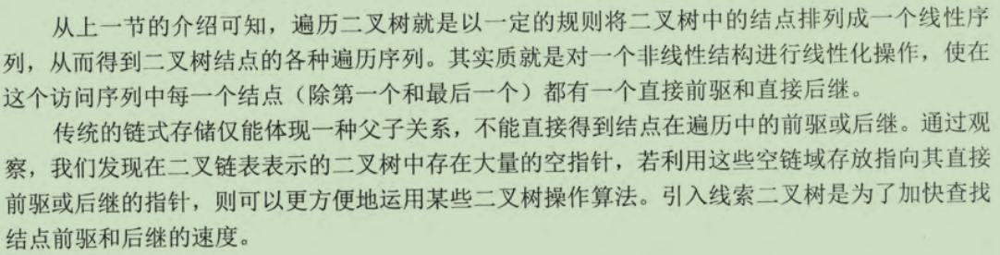 从上一节的介绍可知，遍历二叉树就是以一定的规则将二叉树中的结点排列成一个线性序
列，从而得到二叉树结点的各种遍历序列。其实质就是对一个非线性结构进行线性化操作，使在
这个访问序列中每一个结点（除第一个和最后一个）都有一个直接前驱和直接后继。
传统的链式存储仅能体现一种父子关系，不能直接得到结点在遍历中的前驱或后继。通过观
察，我们发现在二叉链表表示的二叉树中存在大量的空指针，若利用这些空链域存放指向其直接
前驱或后继的指针，则可以更方便地运用某些二叉树操作算法。引入线索二叉树是为了加快查找
结点前驱和后继的速度。